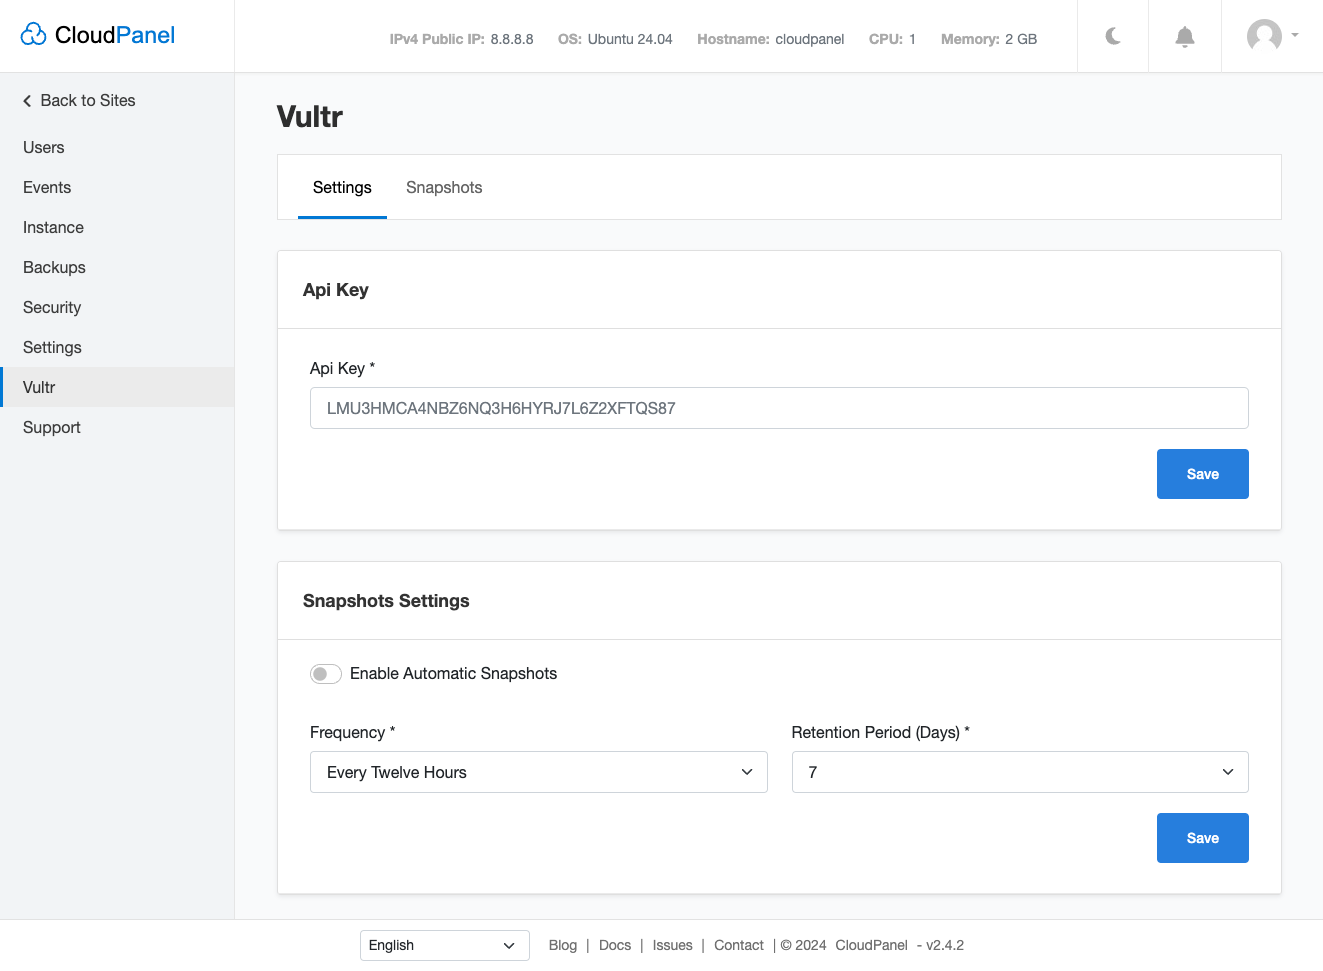 CloudPanel
IPv4 Public IP: 8.8.8.8 OS: Ubuntu 24.04 Hostname: cloudpanel CPU: 1 Memory: 2 GB
Back to Sites
Users
Events
Instance
Backups
Security
Settings
Vultr
Support
Vultr
Settings Snapshots
Api Key
Api Key *
LMU3HMCA4NBZ6NQ3H6HYRJ7L6Z2XFTQS87
Save
Snapshots Settings
Enable Automatic Snapshots
Frequency * Retention Period (Days) *
Every Twelve Hours 7
Save
English Blog | Docs | Issues | Contact | © 2024 CloudPanel - v2.4.2